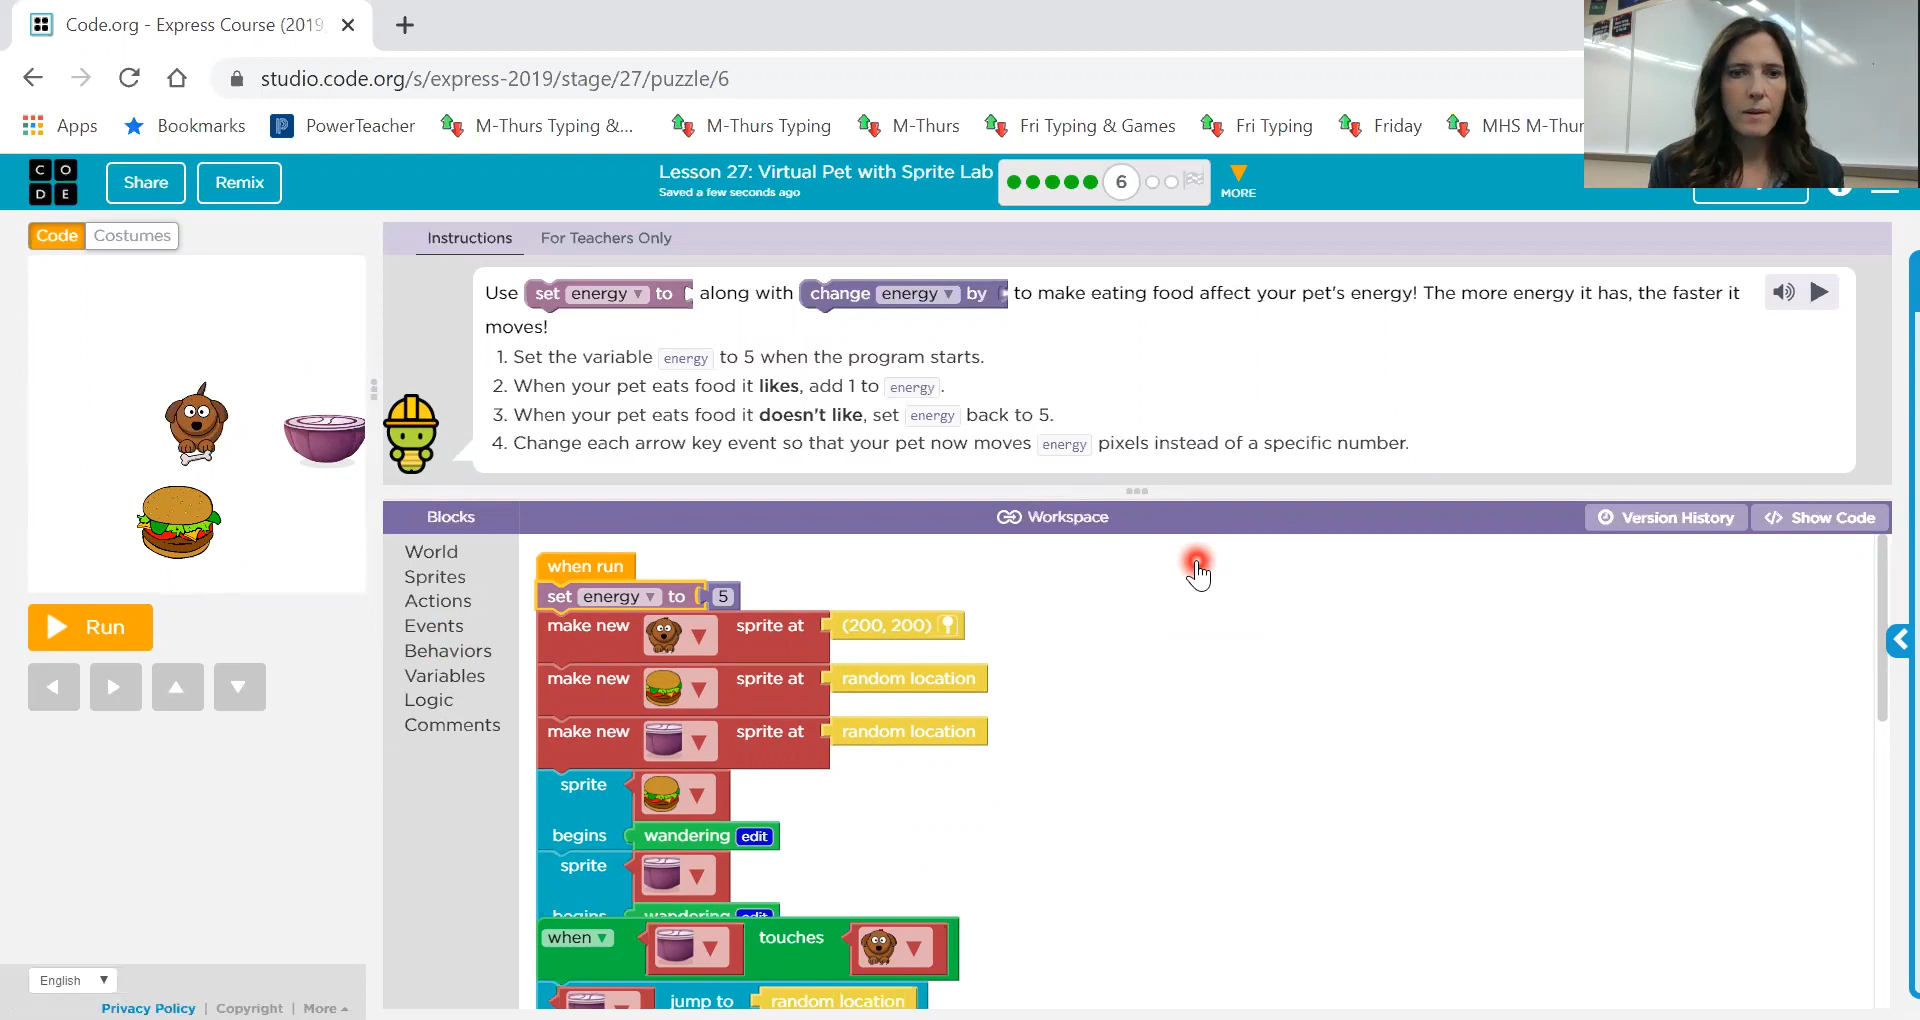 Code.org - Express Course (2019
studio.code.org/s/express-2019/stage/27/puzzle/6
Apps Bookmarks PowerTeacher M-Thurs Typing &... M-Thurs Typing M-Thurs Fri Typing & Games Fri Typing Friday MHS M-Thur
CODE
Share Remix
Lesson 27: Virtual Pet with Sprite Lab
Saved a few seconds ago
6
MORE
Code Costumes
Instructions For Teachers Only
Use set energy to along with change energy by to make eating food affect your pet's energy! The more energy it has, the faster it
moves!
1. Set the variable energy to 5 when the program starts.
2. When your pet eats food it likes, add 1 to energy.
3. When your pet eats food it doesn't like, set energy back to 5.
4. Change each arrow key event so that your pet now moves energy pixels instead of a specific number.
Blocks Workspace Version History Show Code
World
Sprites
Actions
Events
Behaviors
Variables
Logic
Comments
when run
set energy to 5
make new sprite at (200, 200)
make new sprite at random location
make new sprite at random location
sprite
begins wandering edit
sprite
begins wandering edit
when touches
jump to random location
Run
English
Privacy Policy | Copyright | More